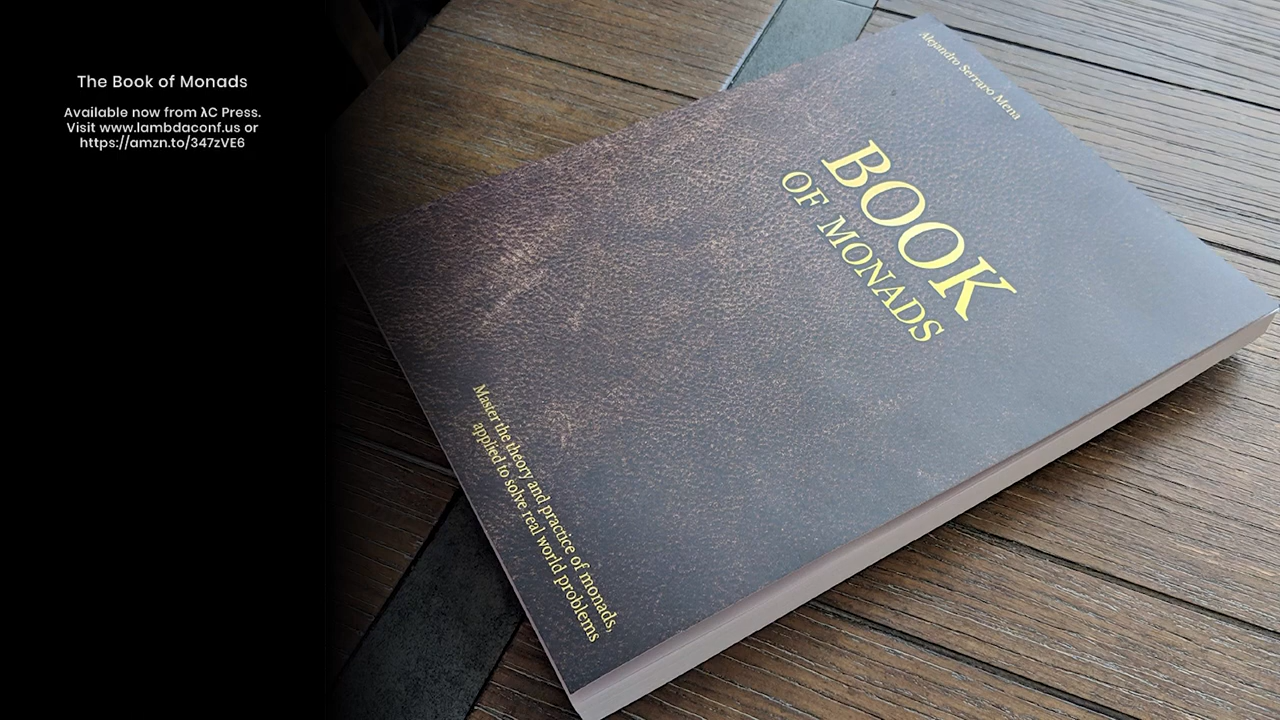 The Book of Monads
Available now from λC Press.
Visit www.lambdaconf.us or
https://amzn.to/347zVE6
Alejandro Serrano Mena
BOOK
OF MONADS
Master the theory and practice of monads,
applied to solve real world problems